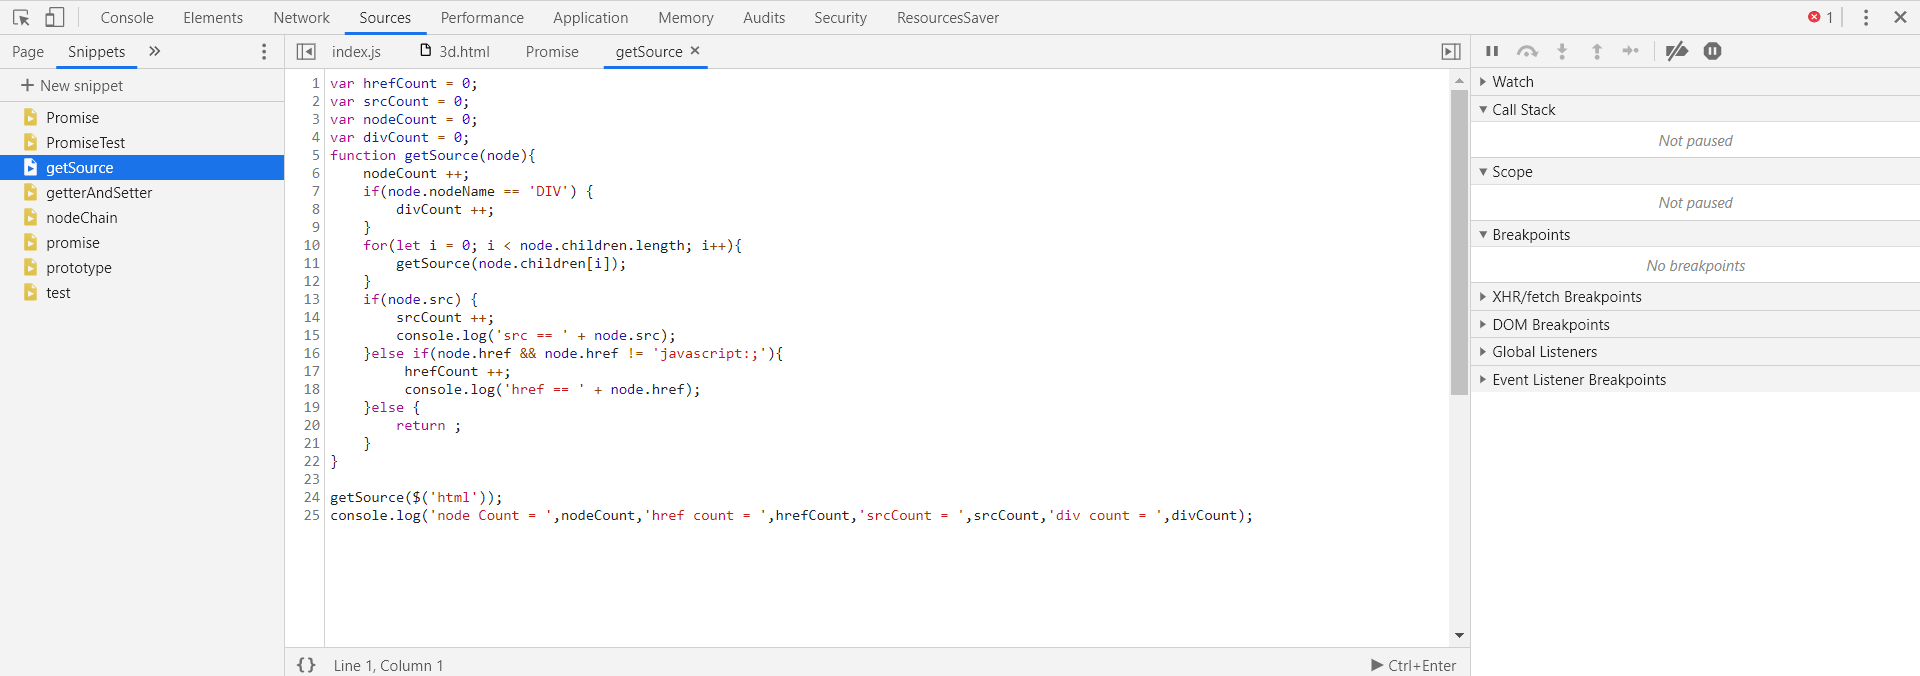 Console Elements Network Sources Performance Application Memory Audits Security ResourcesSaver 1
Page Snippets
index.js 3d.html Promise getSource
New snippet
Promise
PromiseTest
getSource
getterAndSetter
nodeChain
promise
prototype
test
1 var hrefCount = 0;
2 var srcCount = 0;
3 var nodeCount = 0;
4 var divCount = 0;
5 function getSource(node){
6     nodeCount ++;
7     if(node.nodeName == 'DIV') {
8         divCount ++;
9     }
10     for(let i = 0; i < node.children.length; i++){
11         getSource(node.children[i]);
12     }
13     if(node.src) {
14         srcCount ++;
15         console.log('src == ' + node.src);
16     }else if(node.href && node.href != 'javascript:;'){
17          hrefCount ++;
18          console.log('href == ' + node.href);
19     }else {
20         return ;
21     }
22 }
23
24 getSource($('html'));
25 console.log('node Count = ',nodeCount,'href count = ',hrefCount,'srcCount = ',srcCount,'div count = ',divCount);
{} Line 1, Column 1
Ctrl+Enter
Watch
Call Stack
Not paused
Scope
Not paused
Breakpoints
No breakpoints
XHR/fetch Breakpoints
DOM Breakpoints
Global Listeners
Event Listener Breakpoints